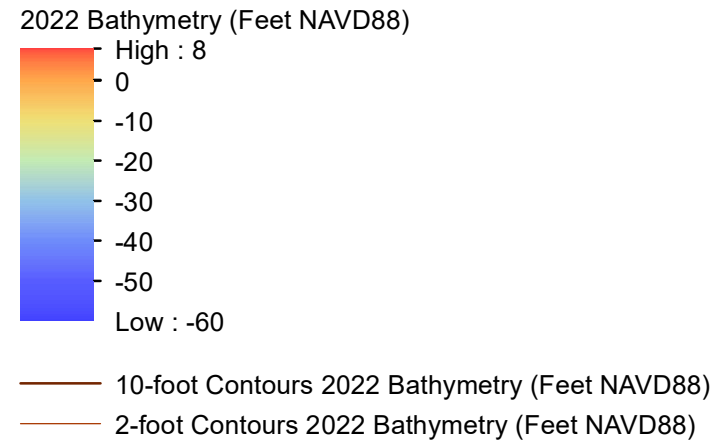 2022 Bathymetry (Feet NAVD88)
High : 8
0
-10
-20
-30
-40
-50
Low : -60
10-foot Contours 2022 Bathymetry (Feet NAVD88)
2-foot Contours 2022 Bathymetry (Feet NAVD88)